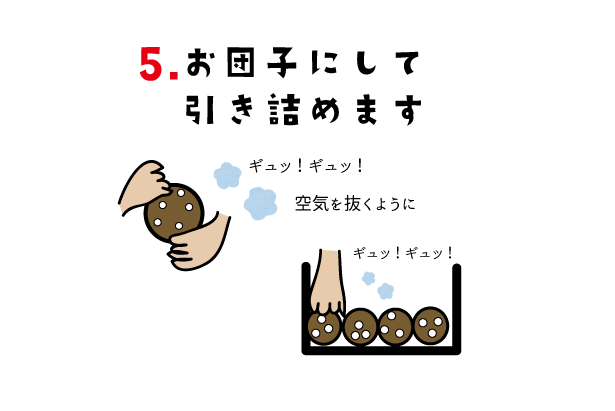 5.お団子にして
引き詰めます
ギュッ！ギュッ！
空気を抜くように
ギュッ！ギュッ！